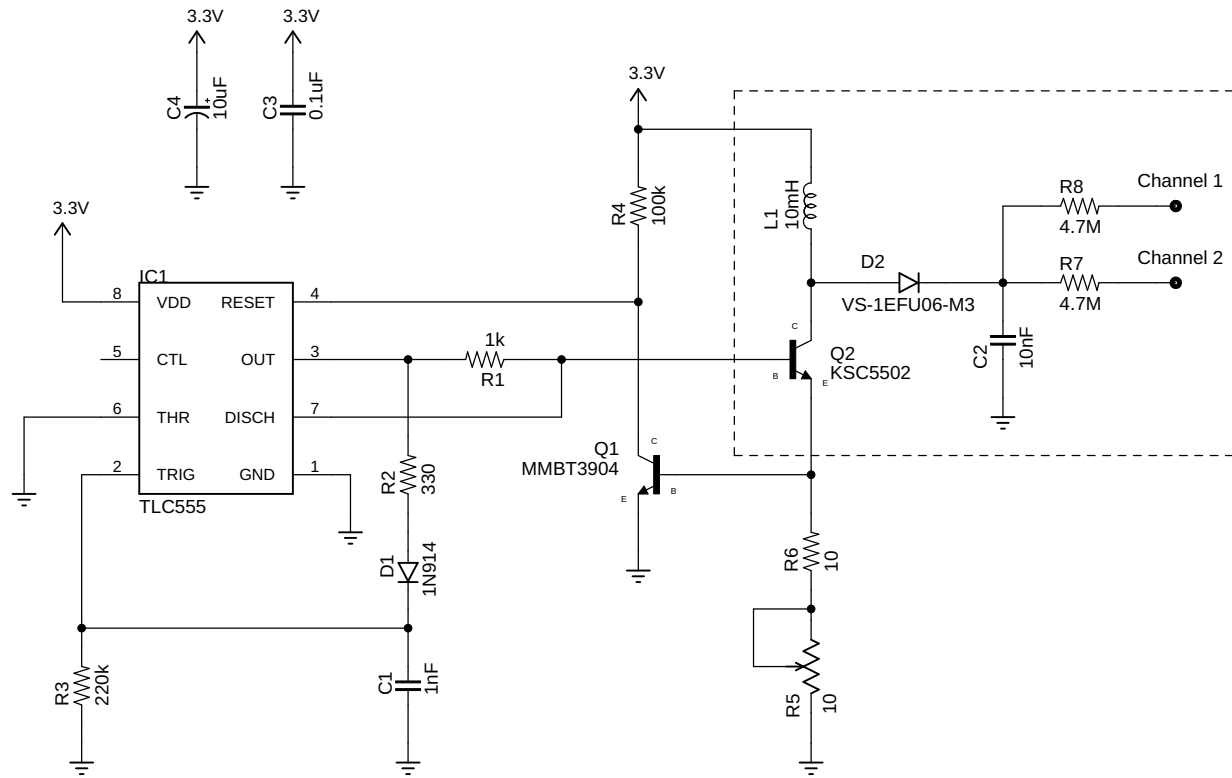 3.3V
3.3V
C4
+
10uF
C3
0.1uF
3.3V
R4
100k
L1
10mH
R8
4.7M
Channel 1
R7
4.7M
Channel 2
D2
VS-1EFU06-M3
C2
10nF
3.3V
IC1
8 VDD RESET 4
5 CTL OUT 3
6 THR DISCH 7
2 TRIG GND 1
TLC555
1k
R1
C
B
E
Q2
KSC5502
Q1
MMBT3904
C
B
E
R2
330
D1
1N914
R6
10
R5
10
R3
220k
C1
1nF